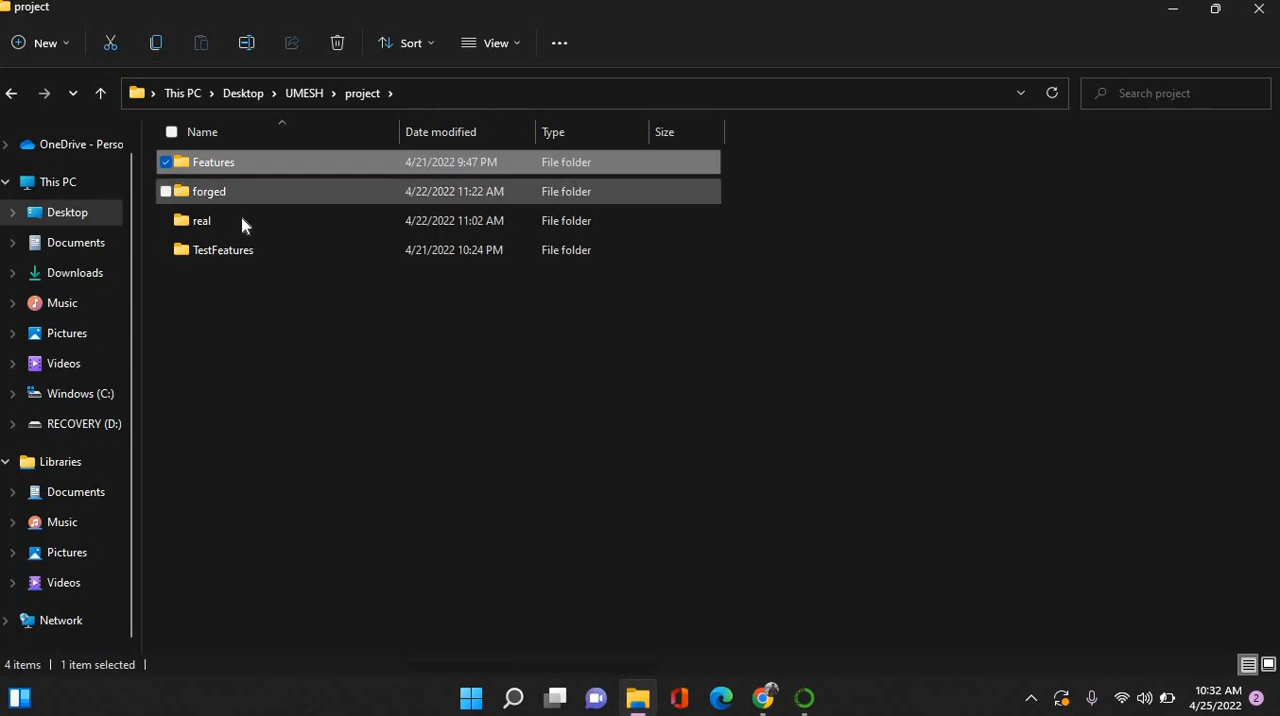 project
New
Sort
View
This PC
Desktop
UMESH
project
Search project
Name
Date modified
Type
Size
Features 4/21/2022 9:47 PM File folder
forged 4/22/2022 11:22 AM File folder
real 4/22/2022 11:02 AM File folder
TestFeatures 4/21/2022 10:24 PM File folder
OneDrive - Perso
This PC
Desktop
Documents
Downloads
Music
Pictures
Videos
Windows (C:)
RECOVERY (D:)
Libraries
Documents
Music
Pictures
Videos
Network
4 items
1 item selected
10:32 AM
4/25/2022
2